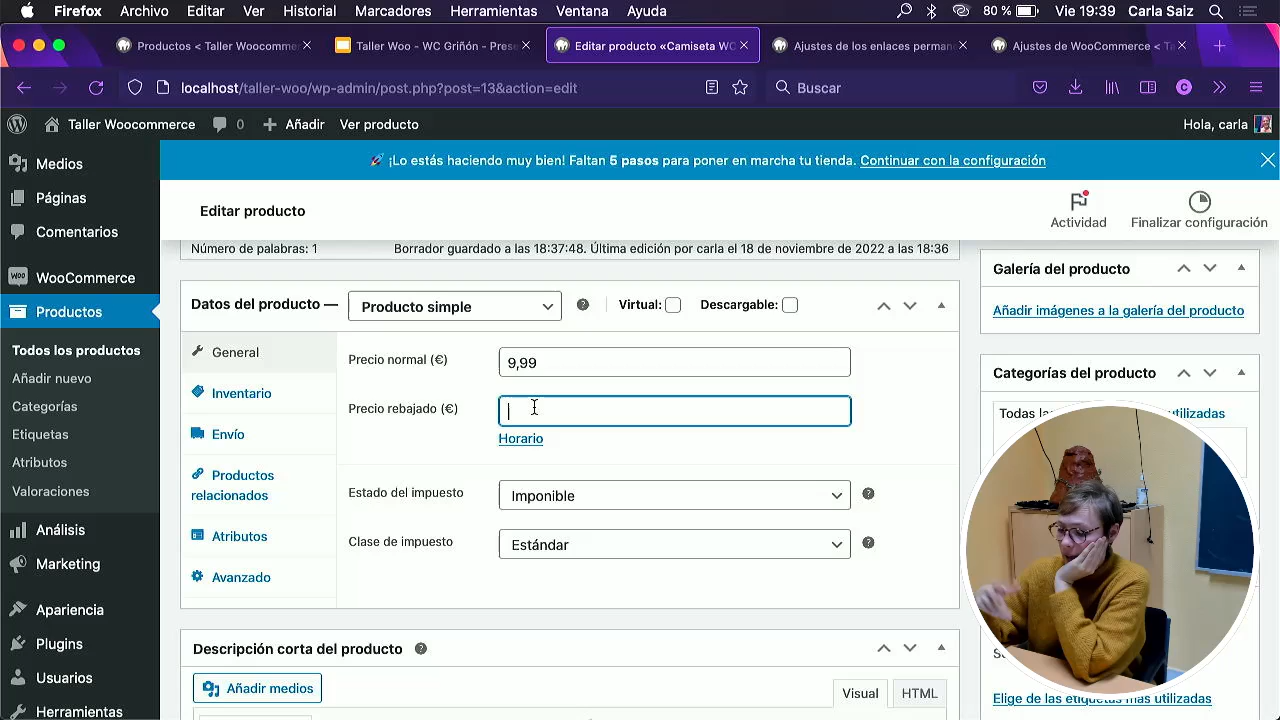 Firefox Archivo Editar Ver Historial Marcadores Herramientas Ventana Ayuda 80 % Vie 19:39 Carla Saiz
Productos < Taller Woocomme
Taller Woo - WC Griñón - Pres
Editar producto «Camiseta WC
Ajustes de los enlaces perman
Ajustes de WooCommerce < Ta
localhost/taller-woo/wp-admin/post.php?post=13&action=edit
Buscar
Taller Woocommerce 0 Añadir Ver producto Hola, carla
¡Lo estás haciendo muy bien! Faltan 5 pasos para poner en marcha tu tienda. Continuar con la configuración
Editar producto
Actividad
Finalizar configuración
Medios
Páginas
Comentarios
WooCommerce
Productos
Todos los productos
Añadir nuevo
Categorías
Etiquetas
Atributos
Valoraciones
Análisis
Marketing
Apariencia
Plugins
Usuarios
Herramientas
Número de palabras: 1
Borrador guardado a las 18:37:48. Última edición por carla el 18 de noviembre de 2022 a las 18:36
Datos del producto —
Producto simple
Virtual:
Descargable:
General
Inventario
Envío
Productos
relacionados
Atributos
Avanzado
Precio normal (€)
9,99
Precio rebajado (€)
Horario
Estado del impuesto
Imponible
Clase de impuesto
Estándar
Descripción corta del producto
Añadir medios
Visual
HTML
Galería del producto
Añadir imágenes a la galería del producto
Categorías del producto
Todas
utilizadas
Elige de las etiquetas más utilizadas